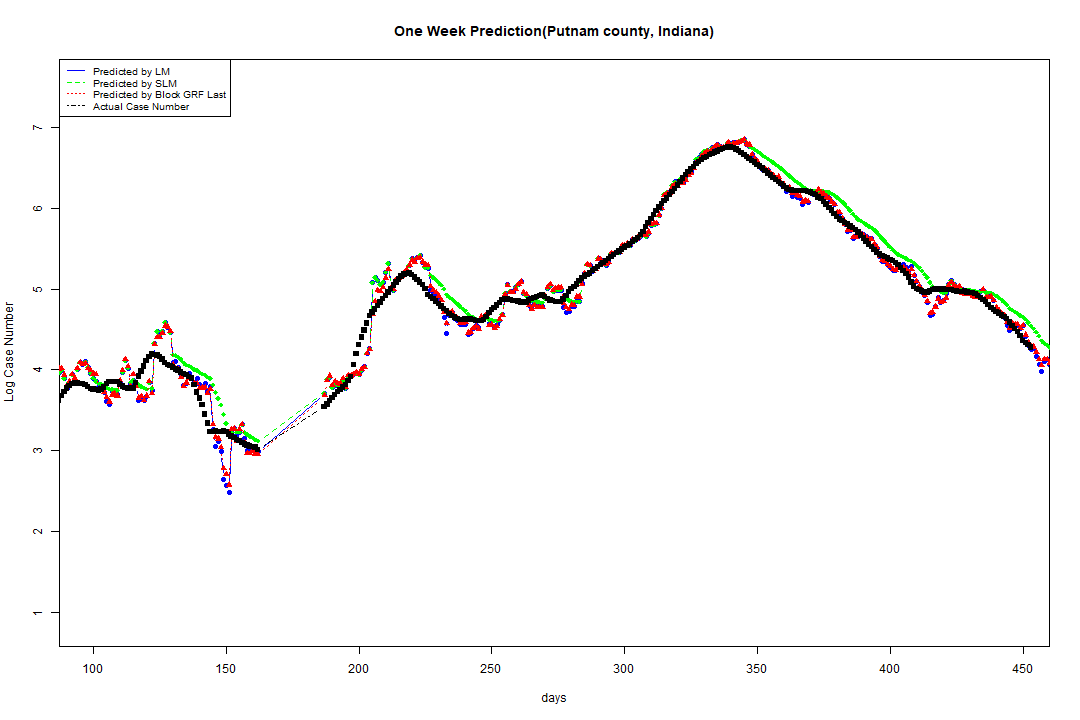 One Week Prediction(Putnam county, Indiana)
Predicted by LM
Predicted by SLM
Predicted by Block GRF Last
Actual Case Number
7
6
5
4
3
2
1
Log Case Number
100 150 200 250 300 350 400 450
days